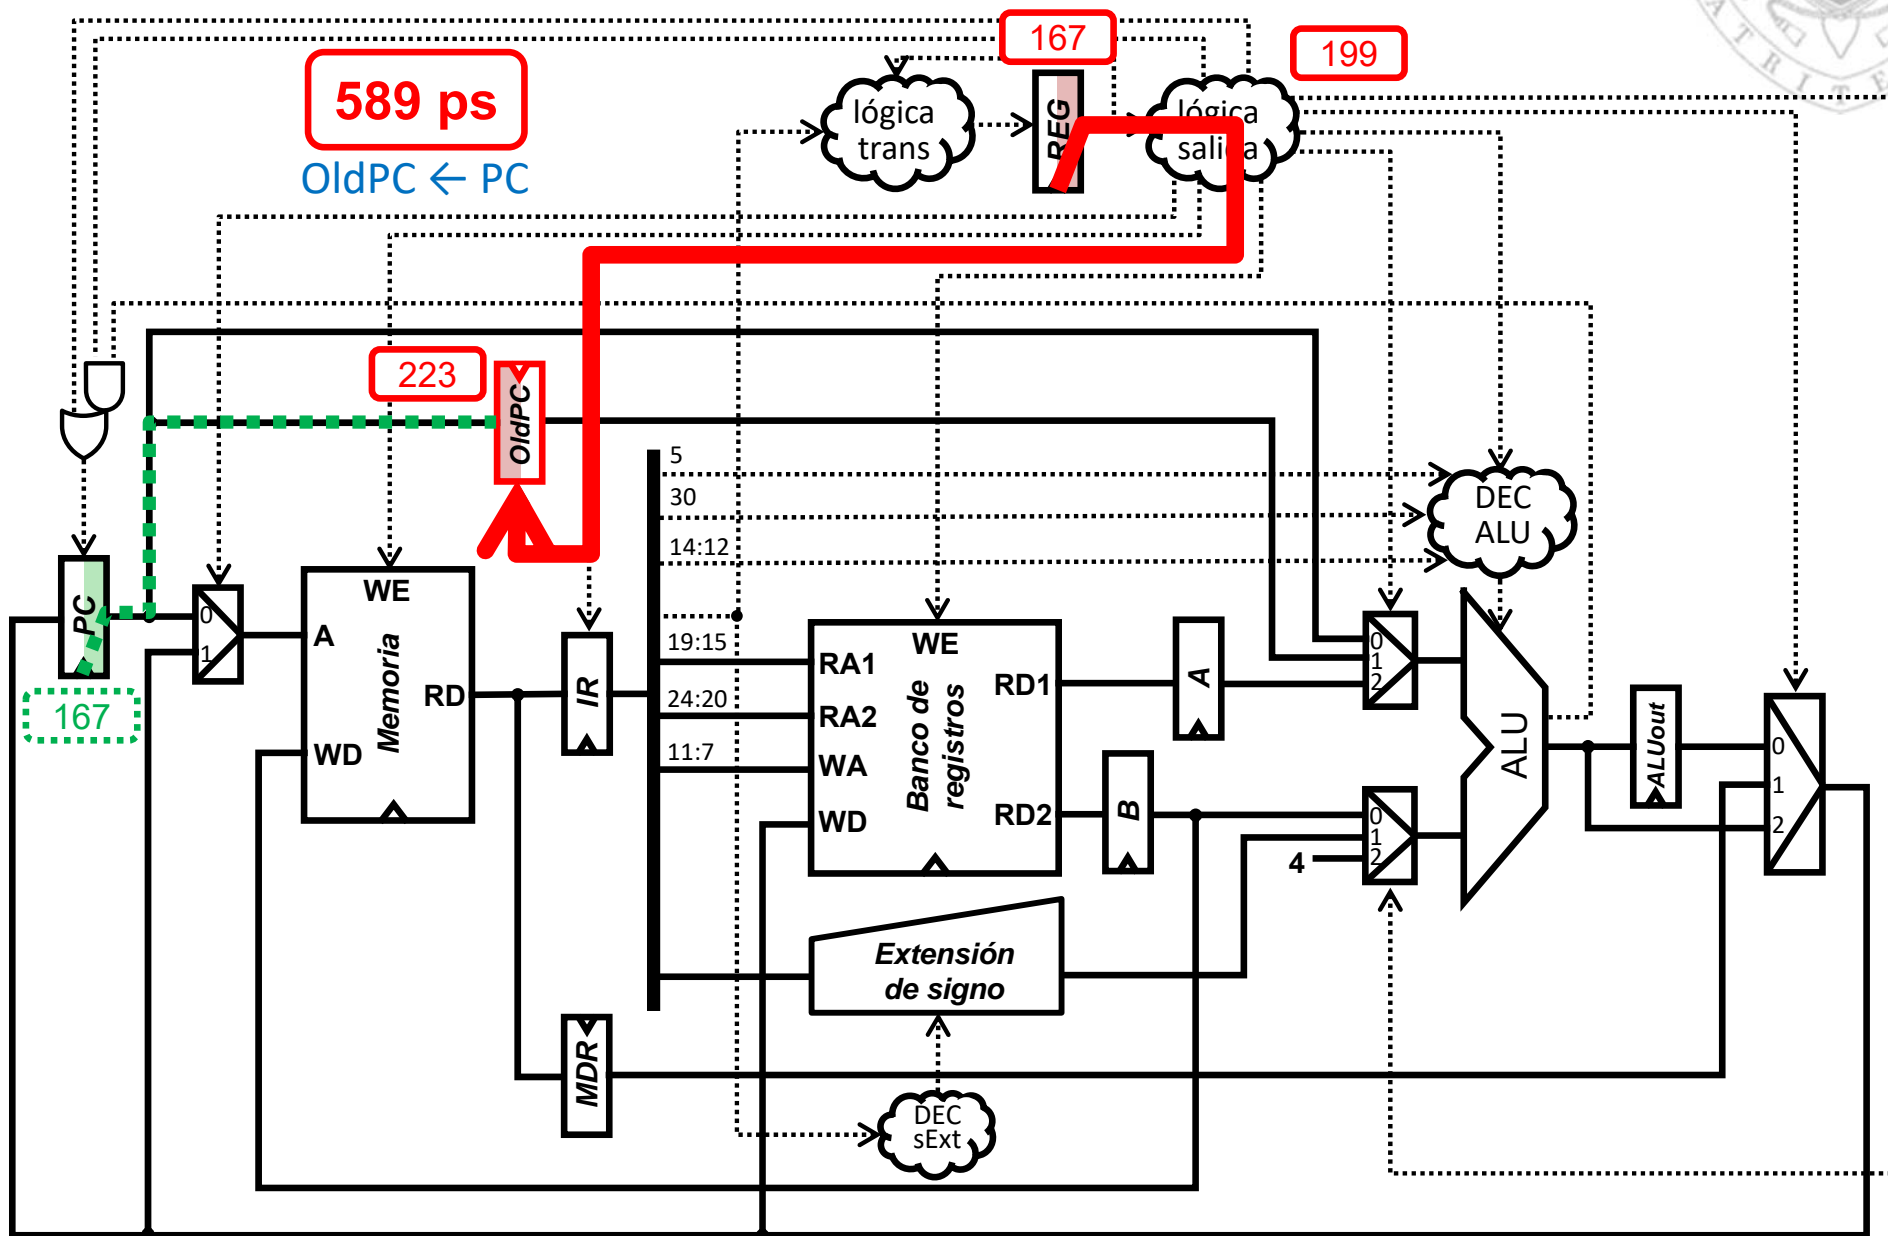 167
199
589 ps
OldPC ← PC
lógica
trans
REG
lógica
salida
223
OldPC
5
30
14:12
19:15
24:20
11:7
DEC
ALU
PC
167
0
1
WE
A
Memoria
RD
WD
IR
MDR
WE
RA1
RA2
WA
WD
Banco de
registros
RD1
RD2
A
B
0
1
2
0
1
2
4
ALU
ALUout
0
1
2
Extensión
de signo
DEC
sExt
A T R I T E